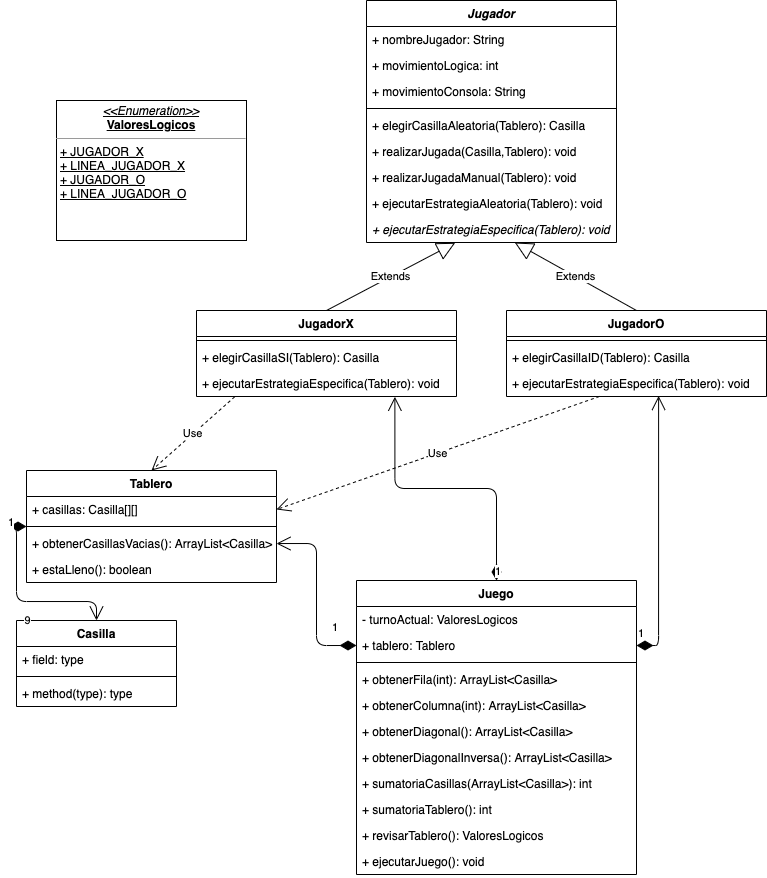 Jugador
+ nombreJugador: String
+ movimientoLogica: int
+ movimientoConsola: String
+ elegirCasillaAleatoria(Tablero): Casilla
+ realizarJugada(Casilla,Tablero): void
+ realizarJugadaManual(Tablero): void
+ ejecutarEstrategiaAleatoria(Tablero): void
+ ejecutarEstrategiaEspecifica(Tablero): void
<<Enumeration>>
ValoresLogicos
+ JUGADOR_X
+ LINEA_JUGADOR_X
+ JUGADOR_O
+ LINEA_JUGADOR_O
Extends
Extends
JugadorX
+ elegirCasillaSI(Tablero): Casilla
+ ejecutarEstrategiaEspecifica(Tablero): void
JugadorO
+ elegirCasillaID(Tablero): Casilla
+ ejecutarEstrategiaEspecifica(Tablero): void
Use
Use
Tablero
+ casillas: Casilla[][]
+ obtenerCasillasVacias(): ArrayList<Casilla>
+ estaLleno(): boolean
1
9
Casilla
+ field: type
+ method(type): type
1
1
1
Juego
- turnoActual: ValoresLogicos
+ tablero: Tablero
+ obtenerFila(int): ArrayList<Casilla>
+ obtenerColumna(int): ArrayList<Casilla>
+ obtenerDiagonal(): ArrayList<Casilla>
+ obtenerDiagonalInversa(): ArrayList<Casilla>
+ sumatoriaCasillas(ArrayList<Casilla>): int
+ sumatoriaTablero(): int
+ revisarTablero(): ValoresLogicos
+ ejecutarJuego(): void